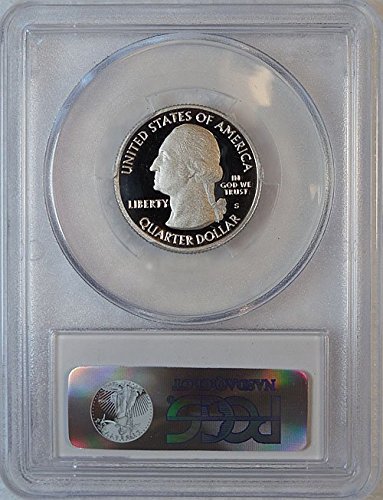 UNITED STATES OF AMERICA
IN
GOD WE
TRUST
LIBERTY
S
QUARTER DOLLAR
PCGS